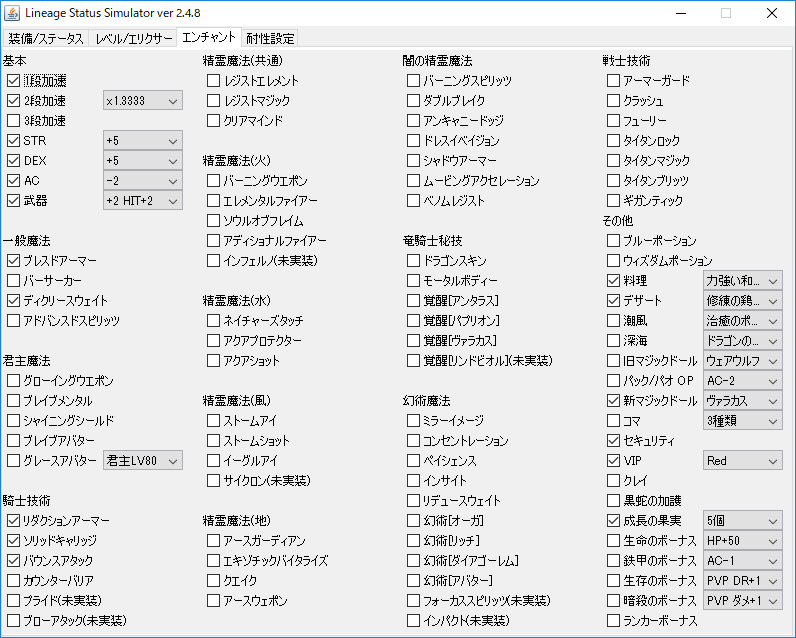 Lineage Status Simulator ver 2.4.8
装備/ステータス レベル/エリクサー エンチャント 耐性設定
基本
1段加速
2段加速 x1.3333
3段加速
STR +5
DEX +5
AC -2
武器 +2 HIT+2
一般魔法
ブレスドアーマー
バーサーカー
ディクリースウェイト
アドバンスドスピリッツ
君主魔法
グローイングウエポン
ブレイブメンタル
シャイニングシールド
ブレイブアバター
グレースアバター 君主LV80
騎士技術
リダクションアーマー
ソリッドキャリッジ
バウンスアタック
カウンターバリア
プライド(未実装)
ブローアタック(未実装)
精霊魔法(共通)
レジストエレメント
レジストマジック
クリアマインド
精霊魔法(火)
バーニングウエポン
エレメンタルファイアー
ソウルオブフレイム
アディショナルファイアー
インフェルノ(未実装)
精霊魔法(水)
ネイチャーズタッチ
アクアプロテクター
アクアショット
精霊魔法(風)
ストームアイ
ストームショット
イーグルアイ
サイクロン(未実装)
精霊魔法(地)
アースガーディアン
エキゾチックバイタライズ
クエイク
アースウェポン
闇の精霊魔法
バーニングスピリッツ
ダブルブレイク
アンキャニードッジ
ドレスイベイジョン
シャドウアーマー
ムービングアクセレーション
ベノムレジスト
竜騎士秘技
ドラゴンスキン
モータルボディー
覚醒[アンタラス]
覚醒[パプリオン]
覚醒[ヴァラカス]
覚醒[リンドビオル](未実装)
幻術魔法
ミラーイメージ
コンセントレーション
ペイシェンス
インサイト
リデュースウェイト
幻術[オーガ]
幻術[リッチ]
幻術[ダイアゴーレム]
幻術[アバター]
フォーカススピリッツ(未実装)
インパクト(未実装)
戦士技術
アーマーガード
クラッシュ
フューリー
タイタンロック
タイタンマジック
タイタンブリッツ
ギガンティック
その他
ブルーポーション
ウィズダムポーション
料理 力強い和...
デザート 修練の鶏...
潮風 治癒のポ...
深海 ドラゴンの...
旧マジックドール ウェアウルフ
パック/パオ OP AC-2
新マジックドール ヴァラカス
コマ 3種類
セキュリティ
VIP Red
クレイ
黒蛇の加護
成長の果実 5個
生命のボーナス HP+50
鉄甲のボーナス AC-1
生存のボーナス PVP DR+1
暗殺のボーナス PVP ダメ+1
ランカーボーナス